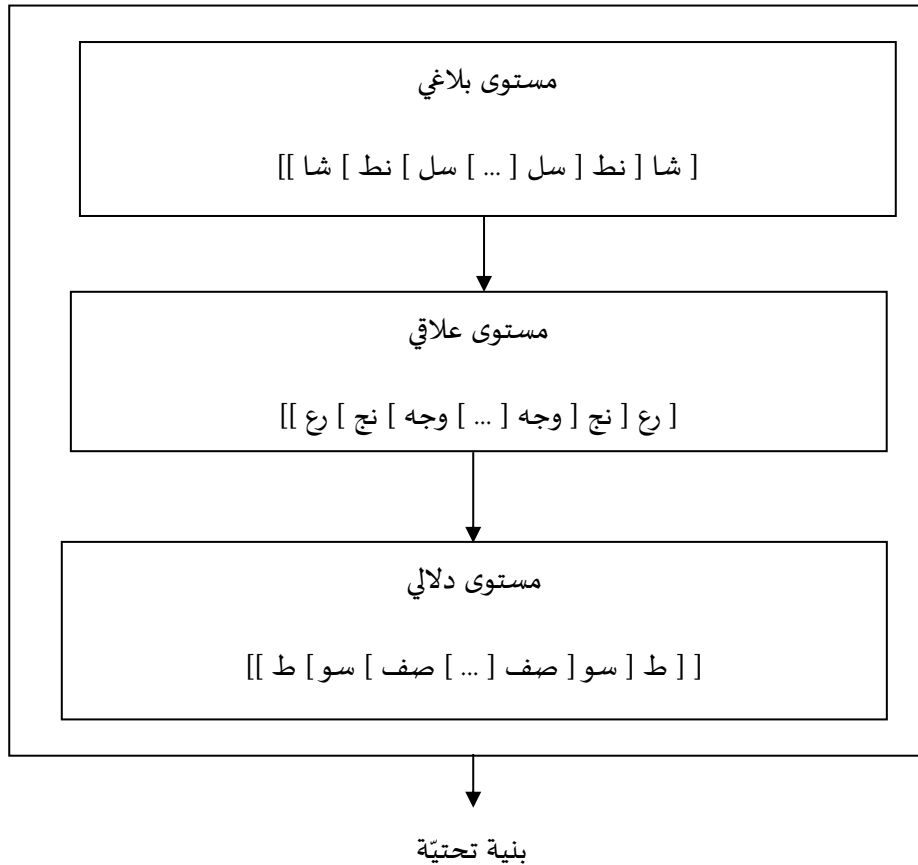 مستوى بلاغي
[ شا [ نط [ سل [ ... ] سل ] نط ] شا ]]
مستوى علاقي
[ رع [ نج [ وجه [ ... ] وجه ] نج ] رع ]]
مستوى دلالي
[ [ ط [ سو [ صف [ ... ] صف ] سو ] ط ]]
بنية تحتيّة